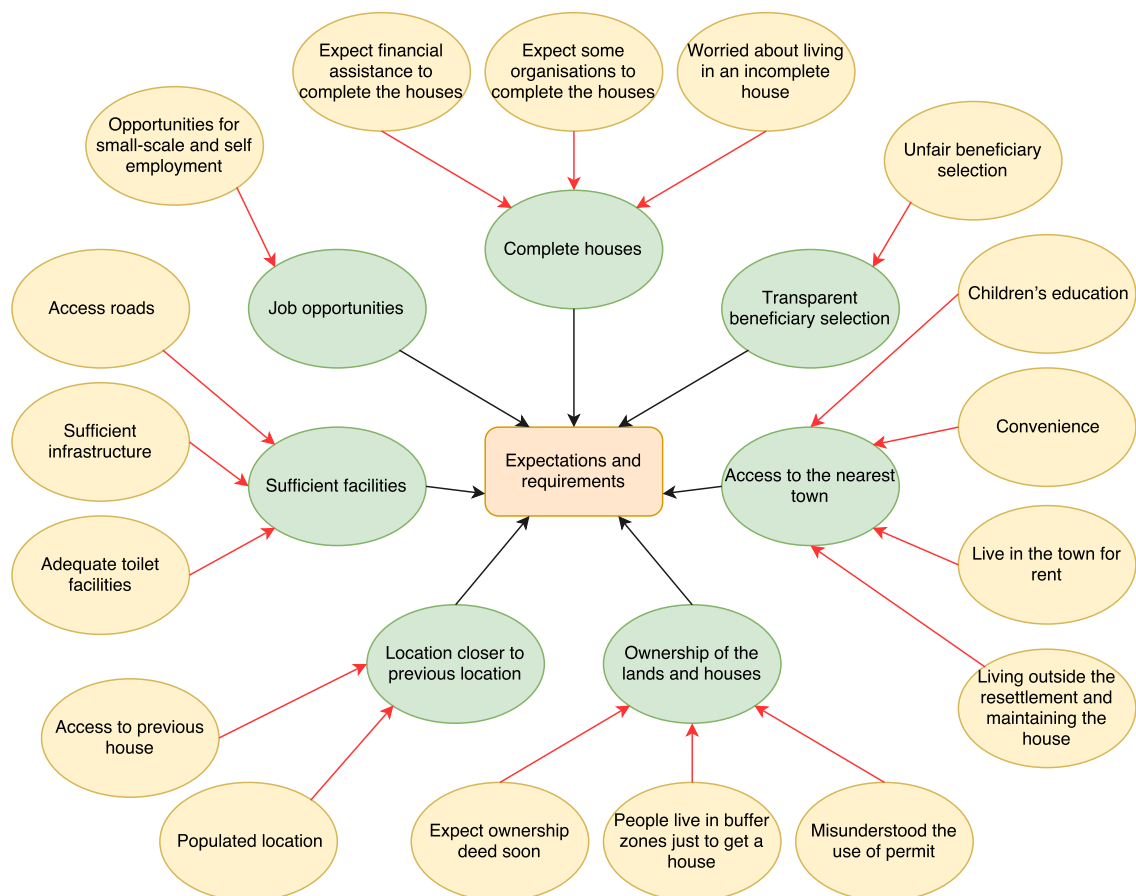 Expect financial
assistance to
complete the houses
Expect some
organisations to
complete the houses
Worried about living
in an incomplete
house
Opportunities for
small-scale and self
employment
Unfair beneficiary
selection
Complete houses
Access roads
Job opportunities
Transparent
beneficiary selection
Children’s education
Sufficient
infrastructure
Convenience
Sufficient facilities
Expectations and
requirements
Access to the nearest
town
Adequate toilet
facilities
Live in the town for
rent
Location closer to
previous location
Ownership of the
lands and houses
Living outside the
resettlement and
maintaining the
house
Access to previous
house
Populated location
Expect ownership
deed soon
People live in buffer
zones just to get a
house
Misunderstood the
use of permit